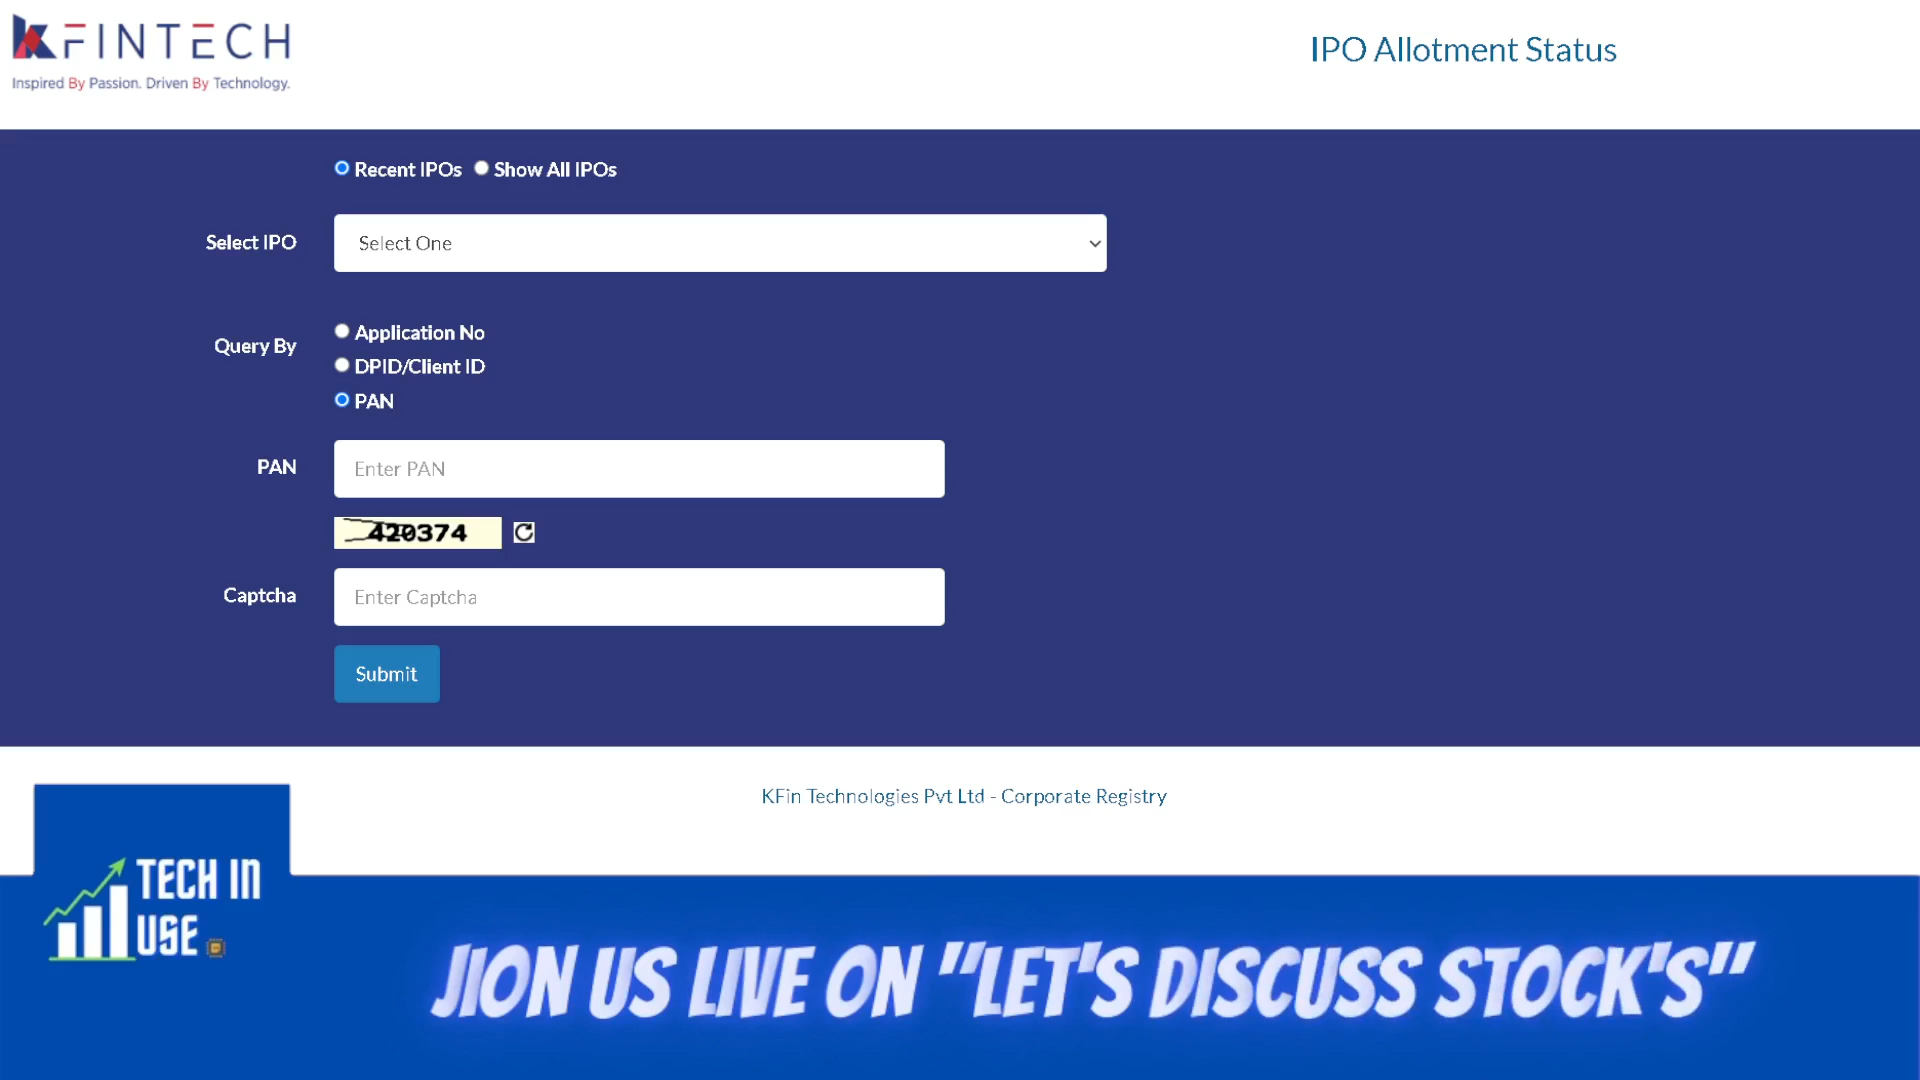 KFINTECH
Inspired By Passion. Driven By Technology.
IPO Allotment Status
Recent IPOs Show All IPOs
Select IPO
Select One
Query By
Application No
DPID/Client ID
PAN
PAN
Enter PAN
420374
Captcha
Enter Captcha
Submit
KFin Technologies Pvt Ltd - Corporate Registry
TECH IN
USE
JION US LIVE ON "LET'S DISCUSS STOCK'S"